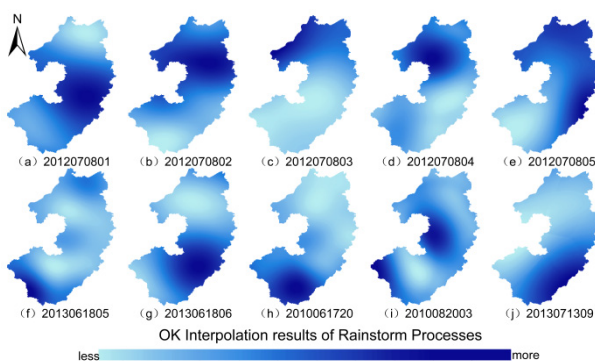 N
（a）2012070801 （b）2012070802 （c）2012070803 （d）2012070804 （e）2012070805
（f）2013061805 （g）2013061806 （h）2010061720 （i）2010082003 （j）2013071309
OK Interpolation results of Rainstorm Processes
less more